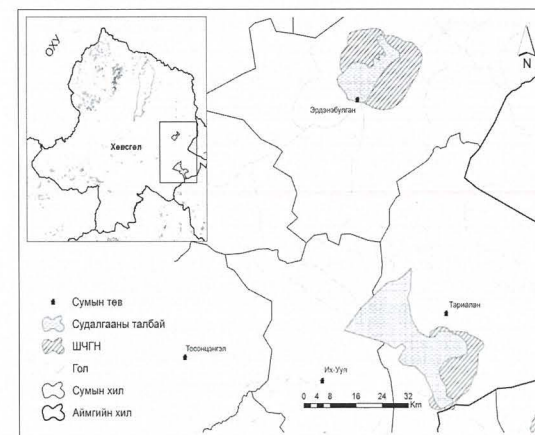 ОХУ
Хөвсгөл
N
Эрдэнэбулган
Тариалан
Тосонцэнгэл
Их-Уул
Сумын төв
Судалгааны талбай
ШЧГН
Гол
Сумын хил
Аймгийн хил
0 4 8 16 24 32
Km